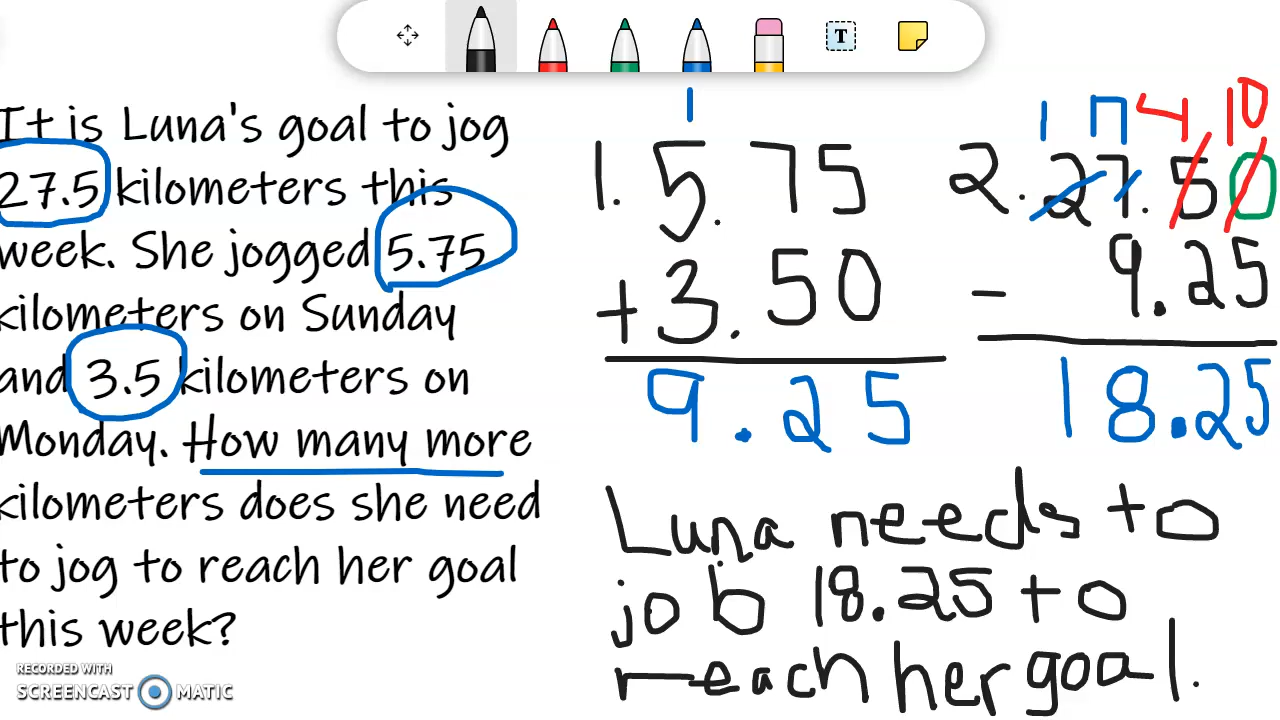 T
It is Luna's goal to jog
27.5 kilometers this
week. She jogged 5.75
kilometers on Sunday
and 3.5 kilometers on
Monday. How many more
kilometers does she need
to jog to reach her goal
this week?
1
1. 5.75
+3.50
9.25
1 17 4 10
2. 27.50
- 9.25
18.25
Luna needs to
job 18.25 to
reach her goal.
RECORDED WITH
SCREENCAST MATIC